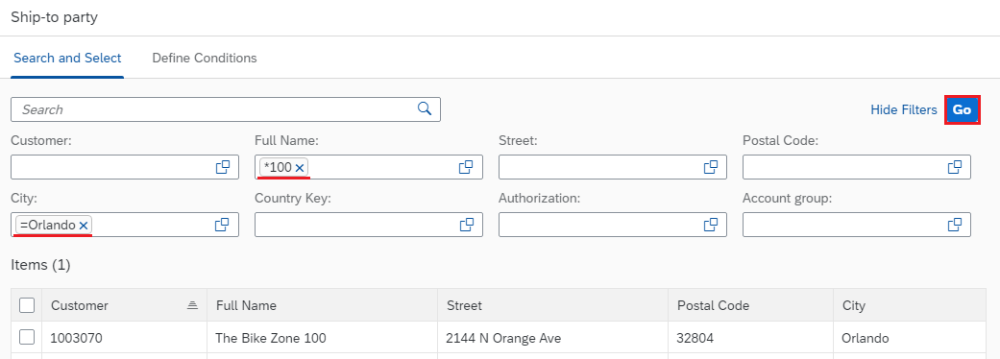 Ship-to party
Search and Select Define Conditions
Search Hide Filters Go
Customer: Full Name: Street: Postal Code:
*100
City: Country Key: Authorization: Account group:
=Orlando
Items (1)
Customer Full Name Street Postal Code City
1003070 The Bike Zone 100 2144 N Orange Ave 32804 Orlando